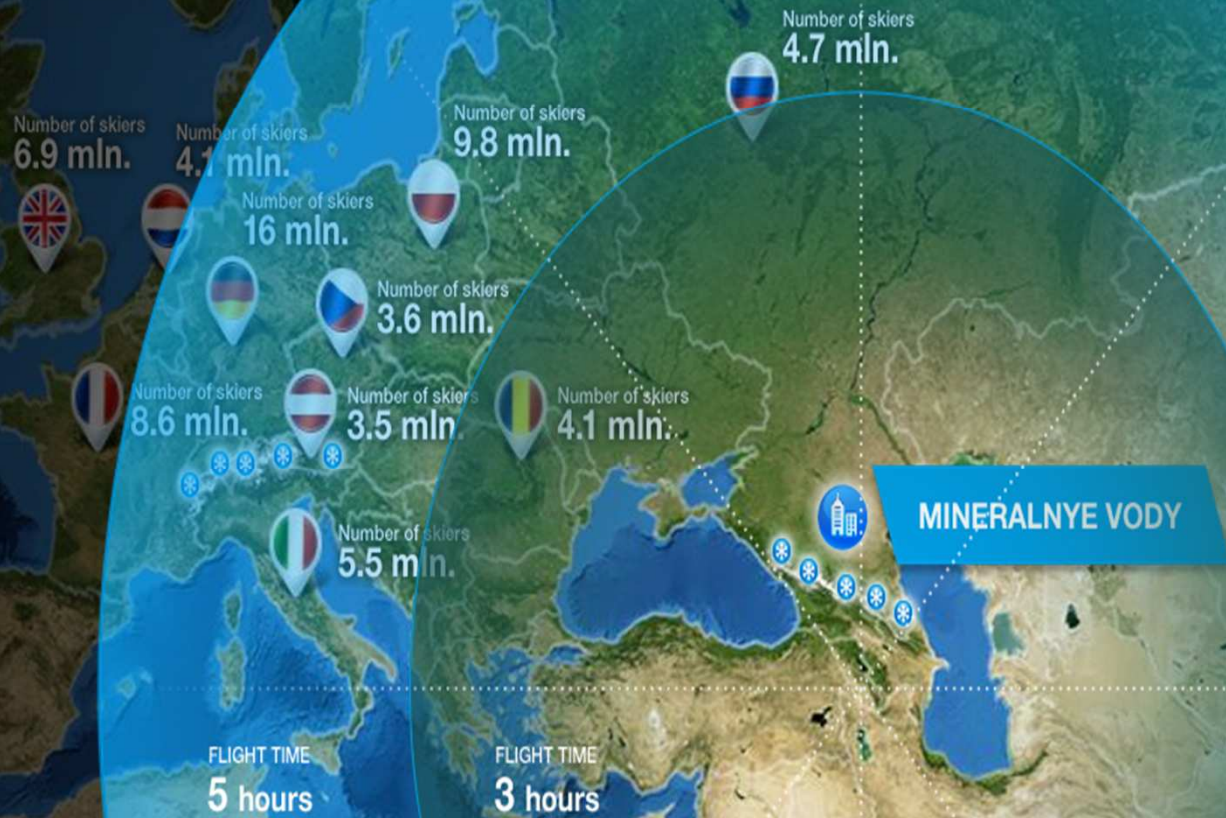 Number of skiers
4.7 mln.
Number of skiers
9.8 mln.
Number of skiers
6.9 mln.
Number of skiers
4.1 mln.
Number of skiers
16 mln.
Number of skiers
3.6 mln.
Number of skiers
8.6 mln.
Number of skiers
3.5 mln.
Number of skiers
4.1 mln.
MINERALNYE VODY
Number of skiers
5.5 mln.
FLIGHT TIME
5 hours
FLIGHT TIME
3 hours